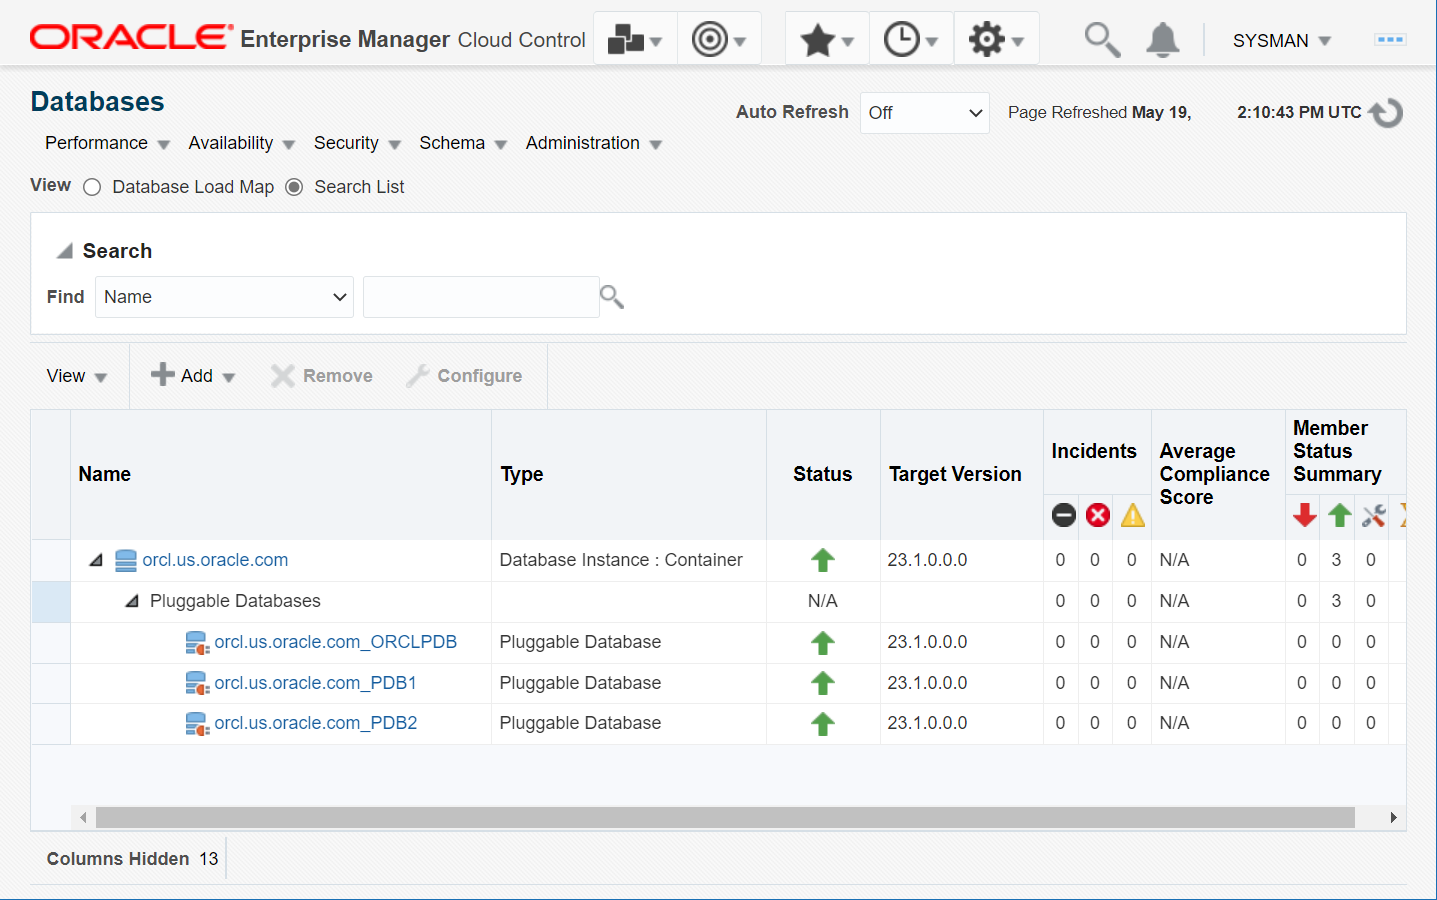 ORACLE Enterprise Manager Cloud Control
SYSMAN
Databases
Auto Refresh Off Page Refreshed May 19, 2:10:43 PM UTC
Performance Availability Security Schema Administration
View Database Load Map Search List
Search
Find Name
View Add Remove Configure
Name Type Status Target Version Incidents Average Compliance Score Member Status Summary
orcl.us.oracle.com Database Instance : Container 23.1.0.0.0 0 0 0 N/A 0 3 0
Pluggable Databases N/A 0 0 0 N/A 0 3 0
orcl.us.oracle.com_ORCLPDB Pluggable Database 23.1.0.0.0 0 0 0 N/A 0 0 0
orcl.us.oracle.com_PDB1 Pluggable Database 23.1.0.0.0 0 0 0 N/A 0 0 0
orcl.us.oracle.com_PDB2 Pluggable Database 23.1.0.0.0 0 0 0 N/A 0 0 0
Columns Hidden 13